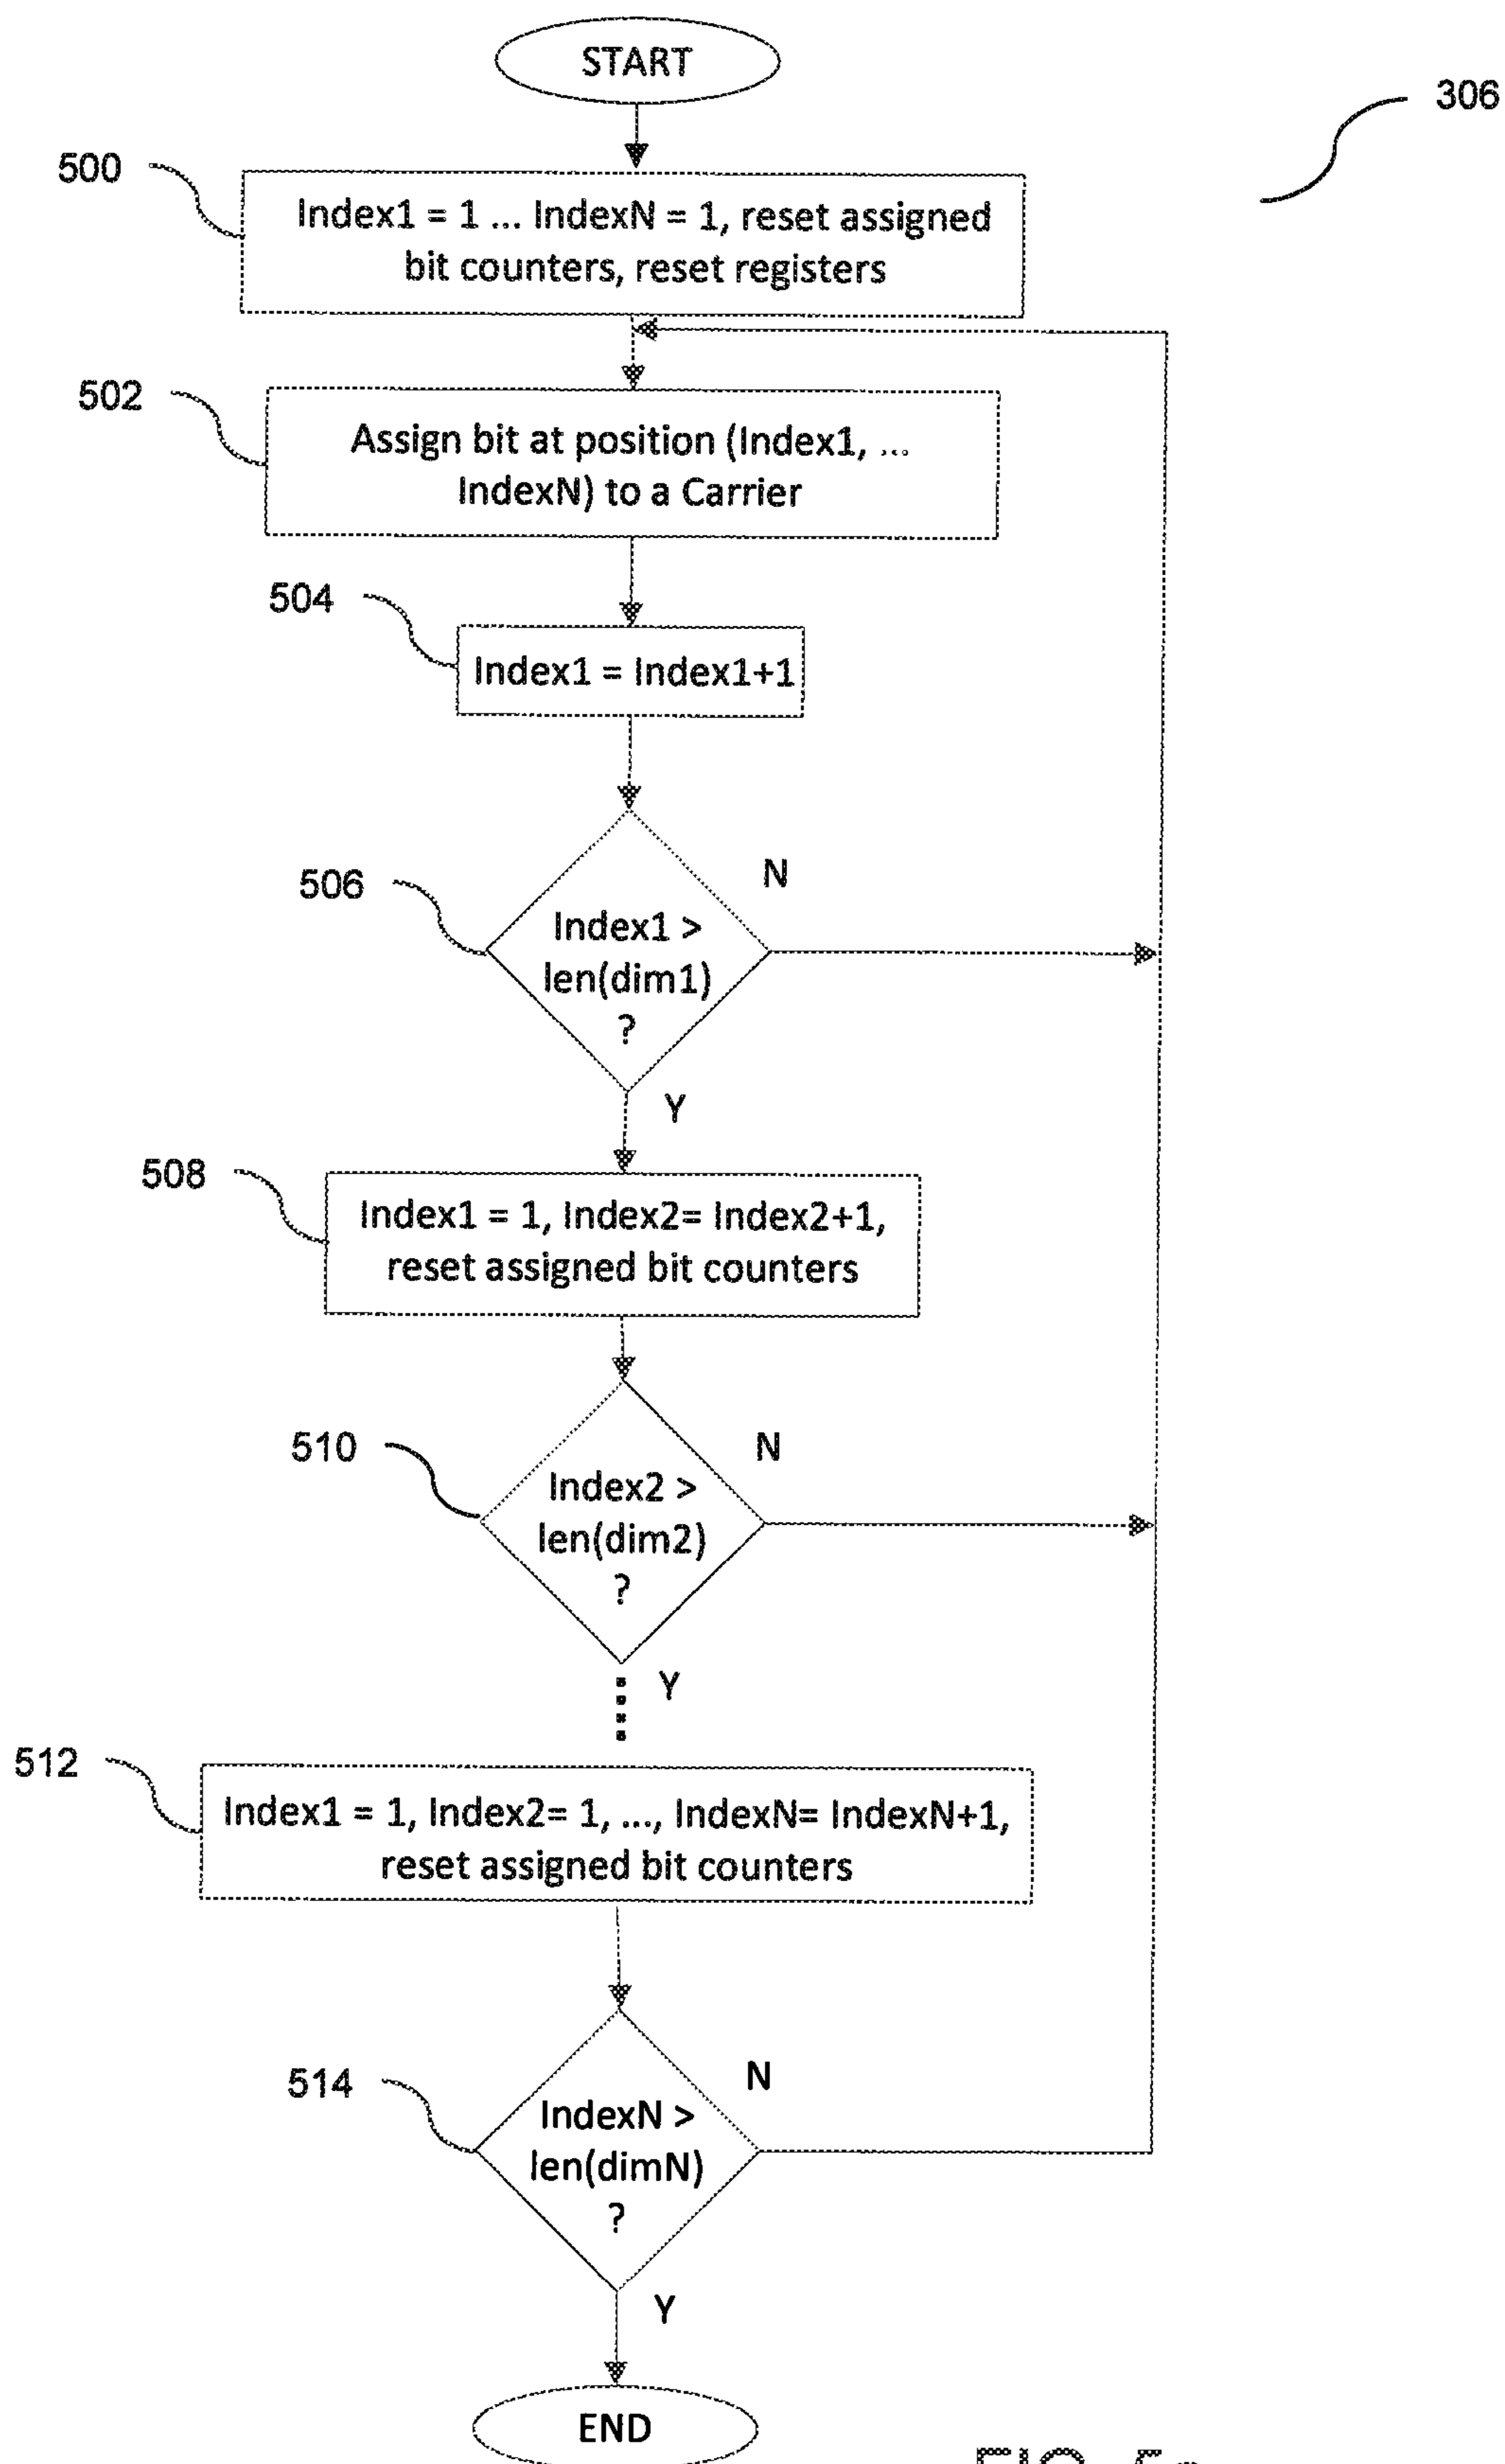 START
306
500
Index1 = 1 ... IndexN = 1, reset assigned
bit counters, reset registers
502
Assign bit at position (Index1, ...
IndexN) to a Carrier
504
Index1 = Index1+1
506
N
Index1 >
len(dim1)
?
Y
508
Index1 = 1, Index2= Index2+1,
reset assigned bit counters
510
N
Index2 >
len(dim2)
?
Y
512
Index1 = 1, Index2= 1, ..., IndexN= IndexN+1,
reset assigned bit counters
514
N
IndexN >
len(dimN)
?
Y
END